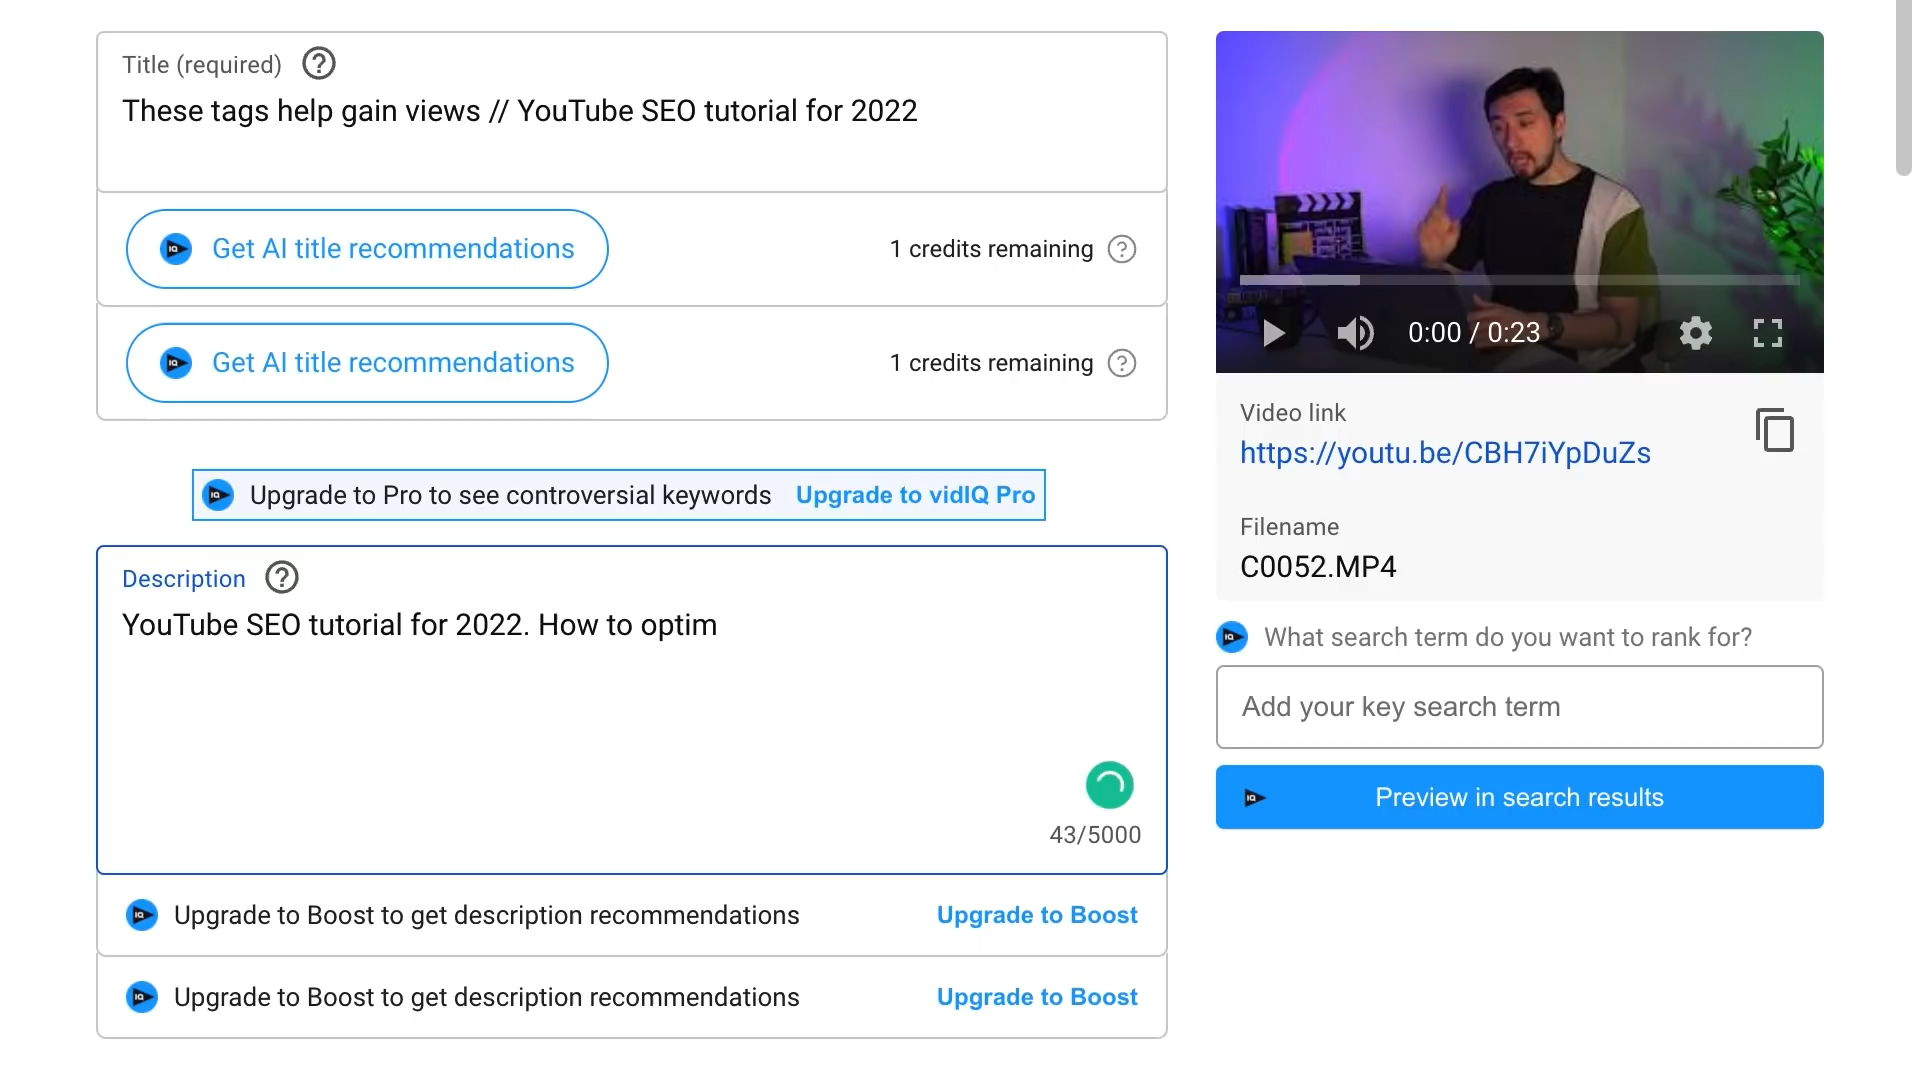 Title (required)
These tags help gain views // YouTube SEO tutorial for 2022
Get AI title recommendations
1 credits remaining
Get AI title recommendations
1 credits remaining
Upgrade to Pro to see controversial keywords Upgrade to vidIQ Pro
Description
YouTube SEO tutorial for 2022. How to optim
43/5000
Upgrade to Boost to get description recommendations Upgrade to Boost
Upgrade to Boost to get description recommendations Upgrade to Boost
0:00 / 0:23
Video link
https://youtu.be/CBH7iYpDuZs
Filename
C0052.MP4
What search term do you want to rank for?
Add your key search term
Preview in search results